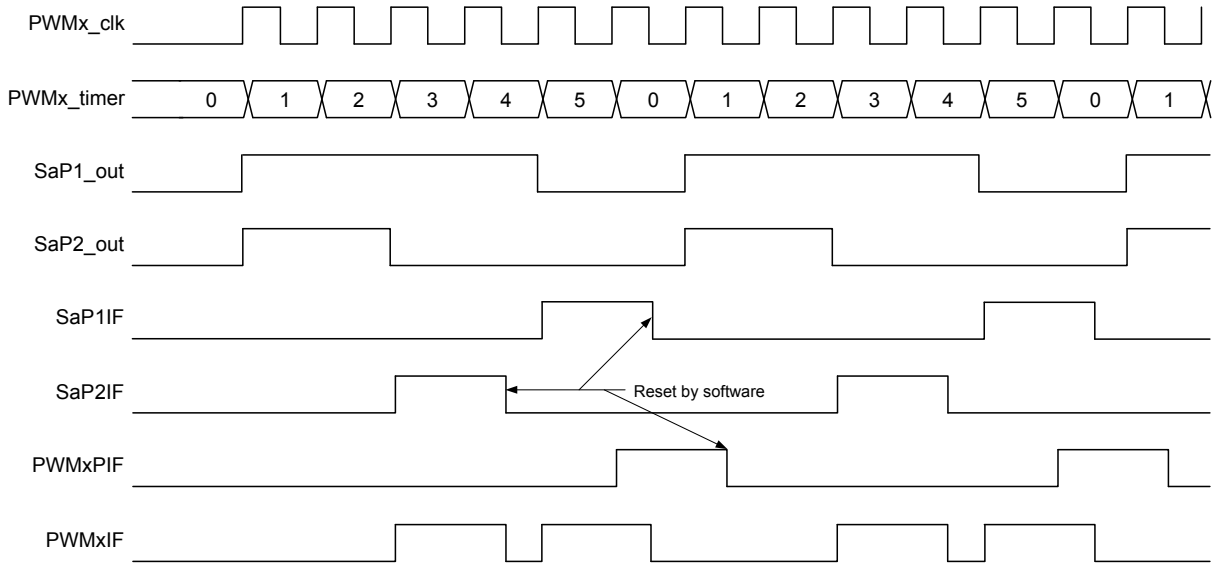 PWMx_clk
PWMx_timer 0 1 2 3 4 5 0 1 2 3 4 5 0 1
SaP1_out
SaP2_out
SaP1IF
SaP2IF Reset by software
PWMxPIF
PWMxIF